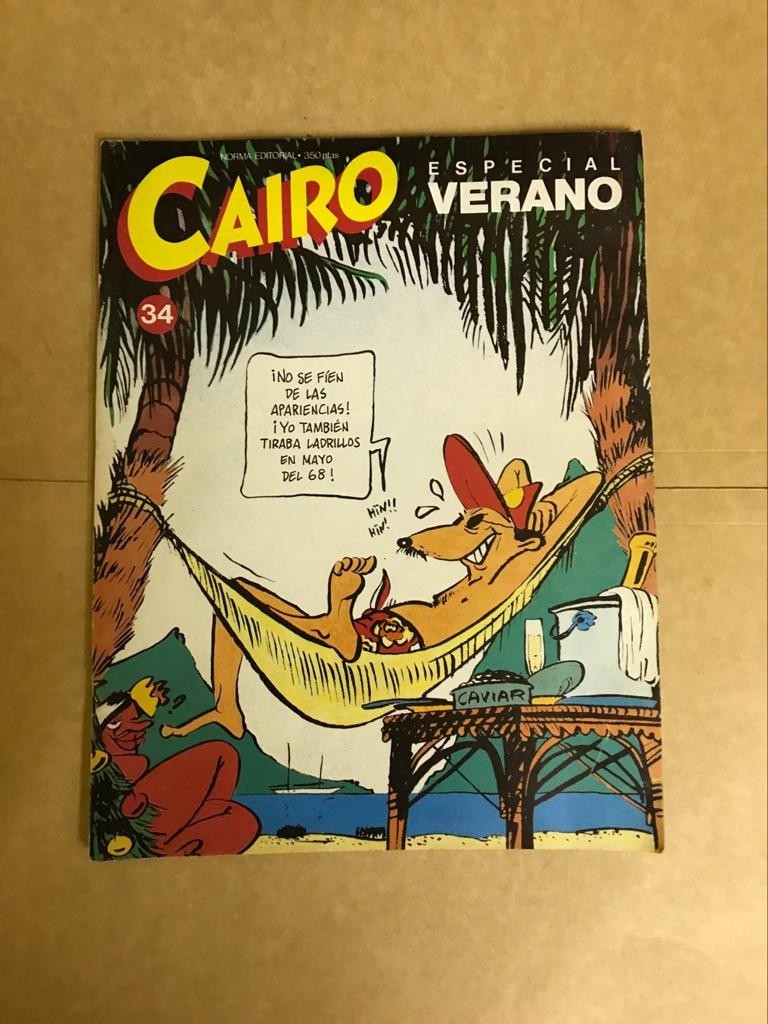 NORMA EDITORIAL • 350 ptas
CAIRO
ESPECIAL
VERANO
34
¡NO SE FÍEN
DE LAS
APARIENCIAS!
¡YO TAMBIÉN
TIRABA LADRILLOS
EN MAYO
DEL 68!
HIN!!
HIN!
CAVIAR